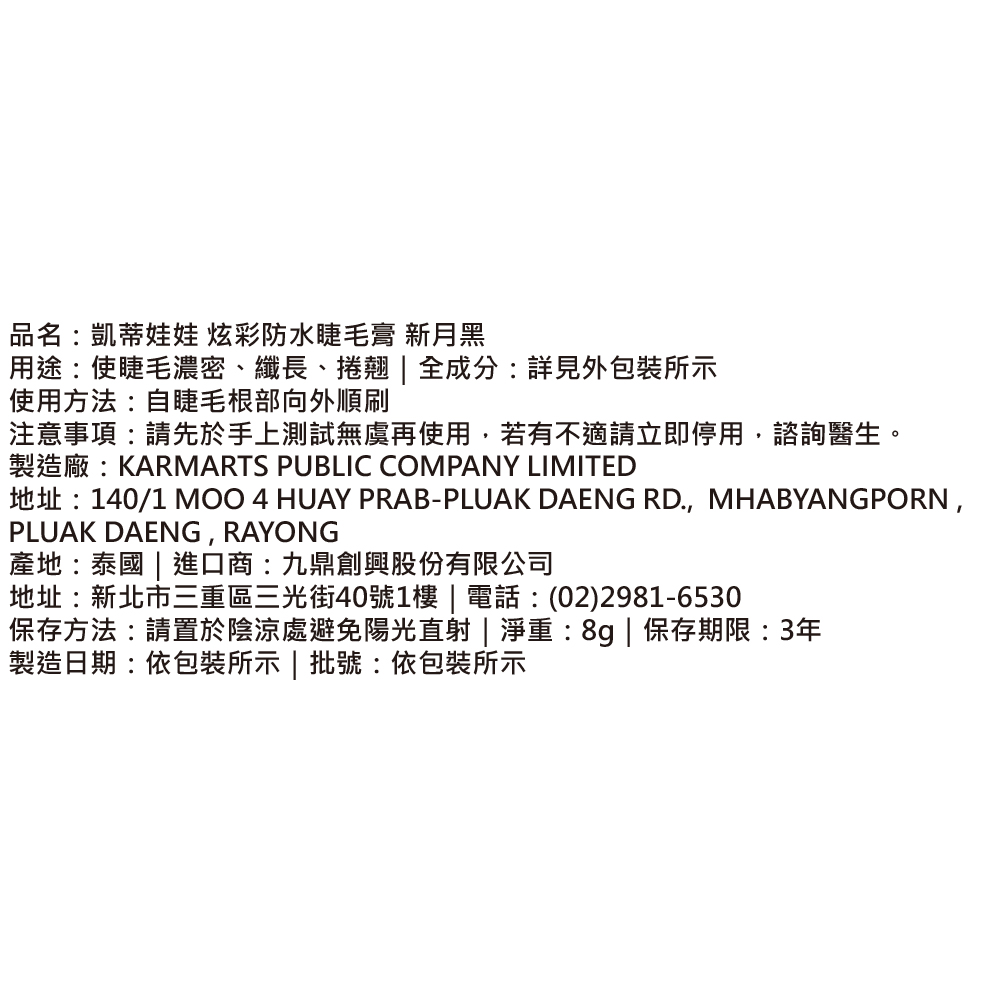 品名：凱蒂娃娃 炫彩防水睫毛膏 新月黑
用途：使睫毛濃密、纖長、捲翹｜全成分：詳見外包裝所示
使用方法：自睫毛根部向外順刷
注意事項：請先於手上測試無虞再使用，若有不適請立即停用，諮詢醫生。
製造廠：KARMARTS PUBLIC COMPANY LIMITED
地址：140/1 MOO 4 HUAY PRAB-PLUAK DAENG RD., MHABYANGPORN ,
PLUAK DAENG , RAYONG
產地：泰國｜進口商：九鼎創興股份有限公司
地址：新北市三重區三光街40號1樓｜電話：(02)2981-6530
保存方法：請置於陰涼處避免陽光直射｜淨重：8g｜保存期限：3年
製造日期：依包裝所示｜批號：依包裝所示